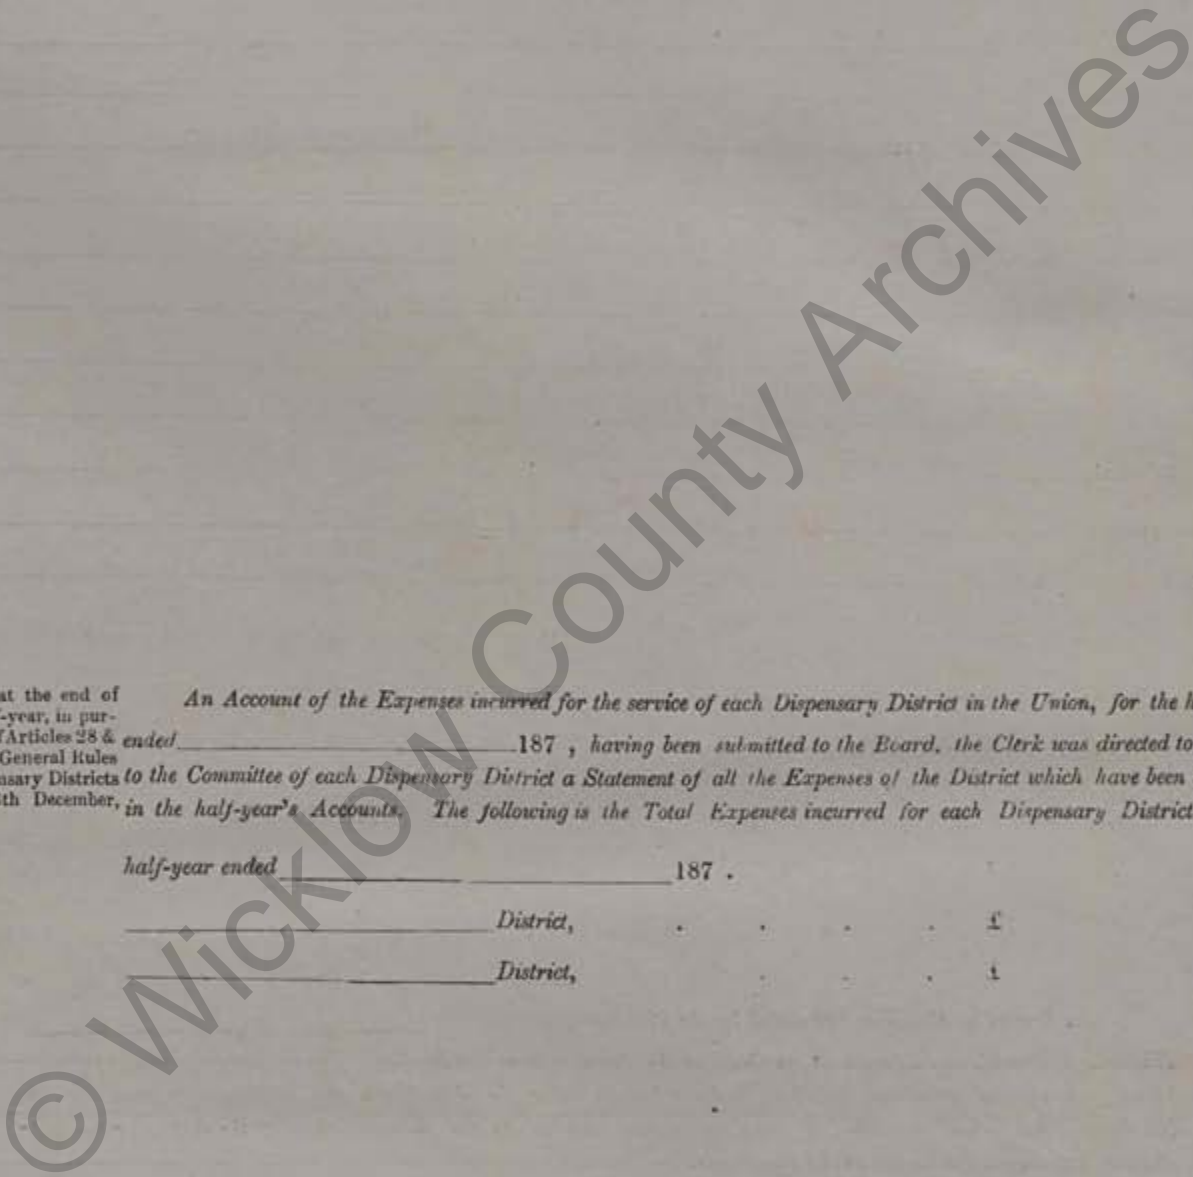 at the end of
-year, in pur-
Articles 28 &
General Rules
nsary Districts
th December,
An Account of the Expenses incurred for the service of each Dispensary District in the Union, for the h
ended 187 , having been submitted to the Board, the Clerk was directed to
to the Committee of each Dispensary District a Statement of all the Expenses of the District which have been
in the half-year's Accounts. The following is the Total Expenses incurred for each Dispensary District
half-year ended 187 .
District, . . . . £
District, . . . £
© Wicklow County Archives